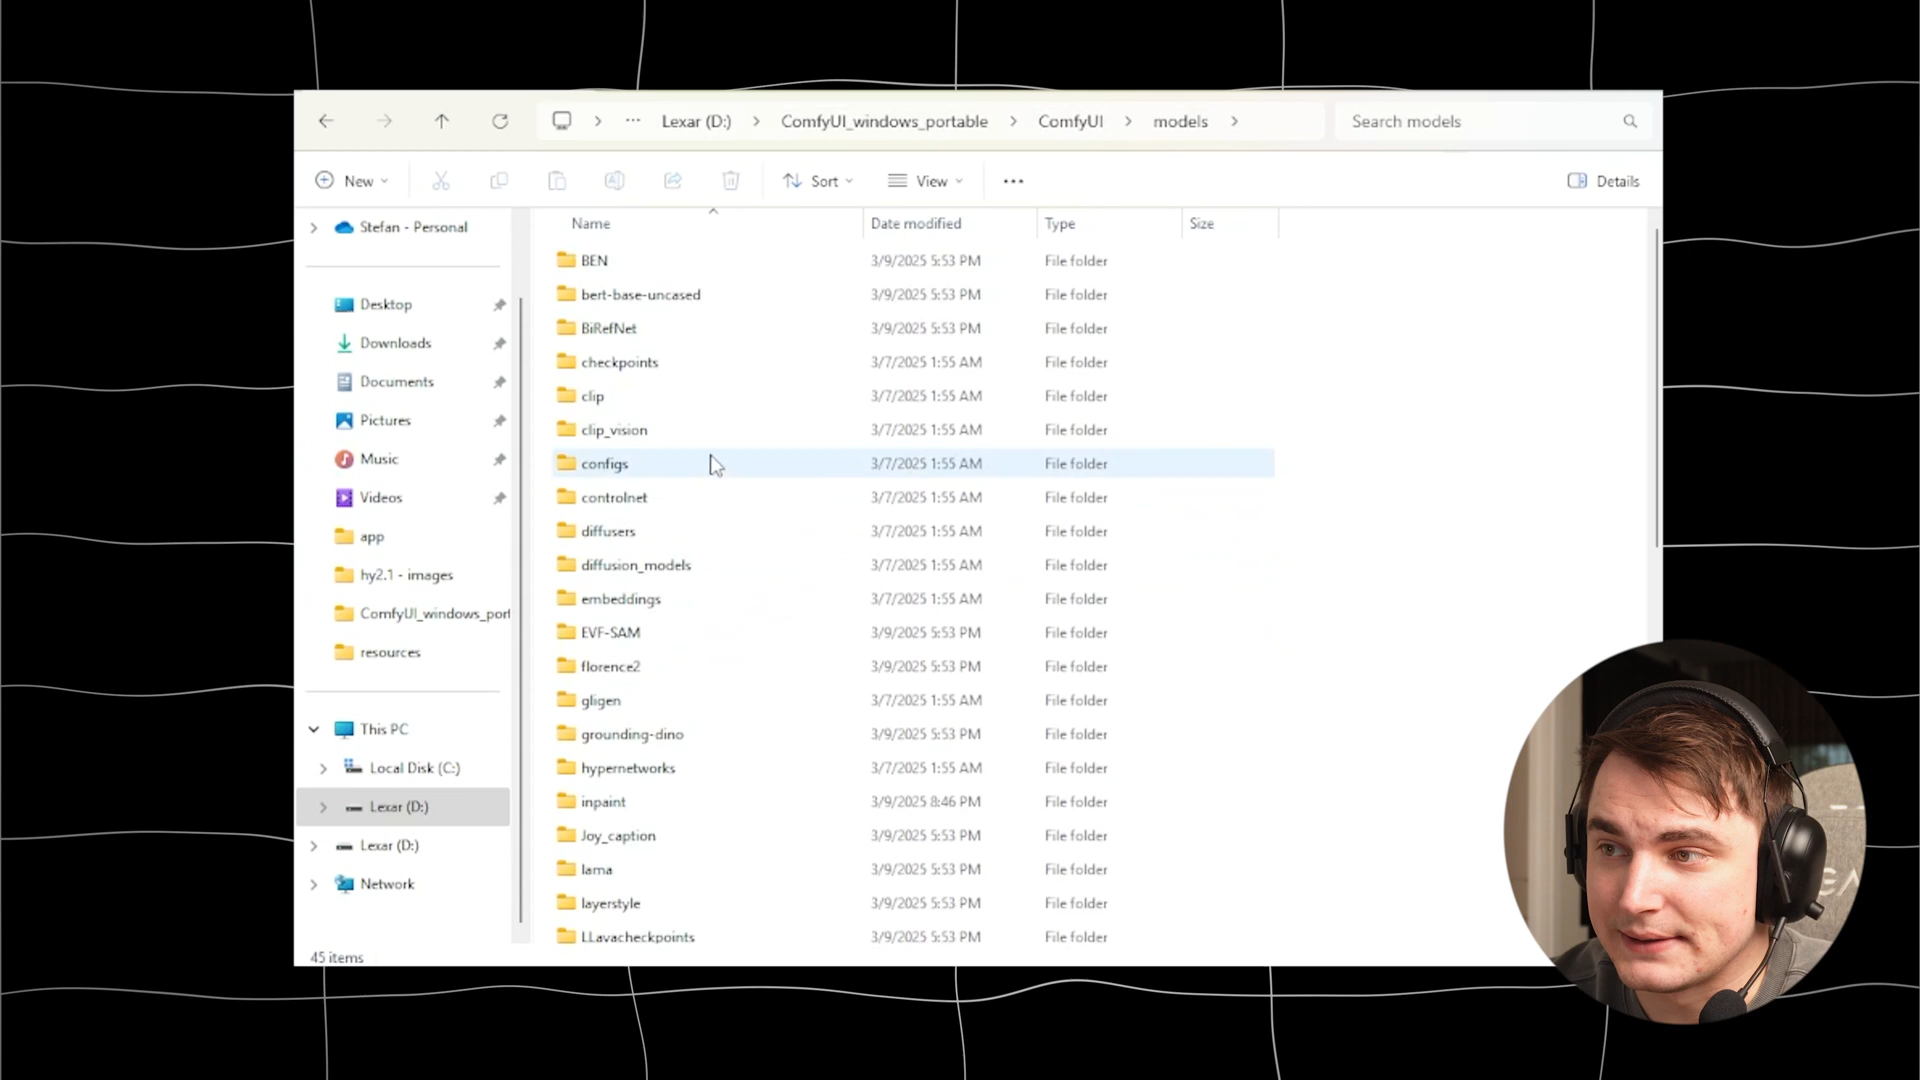 ··· Lexar (D:) ComfyUI_windows_portable ComfyUI models Search models
New Sort View ··· Details
Stefan - Personal
Desktop
Downloads
Documents
Pictures
Music
Videos
app
hy2.1 - images
ComfyUI_windows_port
resources
This PC
Local Disk (C:)
Lexar (D:)
Lexar (D:)
Network
Name Date modified Type Size
BEN 3/9/2025 5:53 PM File folder
bert-base-uncased 3/9/2025 5:53 PM File folder
BiRefNet 3/9/2025 5:53 PM File folder
checkpoints 3/7/2025 1:55 AM File folder
clip 3/7/2025 1:55 AM File folder
clip_vision 3/7/2025 1:55 AM File folder
configs 3/7/2025 1:55 AM File folder
controlnet 3/7/2025 1:55 AM File folder
diffusers 3/7/2025 1:55 AM File folder
diffusion_models 3/7/2025 1:55 AM File folder
embeddings 3/7/2025 1:55 AM File folder
EVF-SAM 3/9/2025 5:53 PM File folder
florence2 3/9/2025 5:53 PM File folder
gligen 3/7/2025 1:55 AM File folder
grounding-dino 3/9/2025 5:53 PM File folder
hypernetworks 3/7/2025 1:55 AM File folder
inpaint 3/9/2025 8:46 PM File folder
Joy_caption 3/9/2025 5:53 PM File folder
lama 3/9/2025 5:53 PM File folder
layerstyle 3/9/2025 5:53 PM File folder
LLavacheckpoints 3/9/2025 5:53 PM File folder
45 items